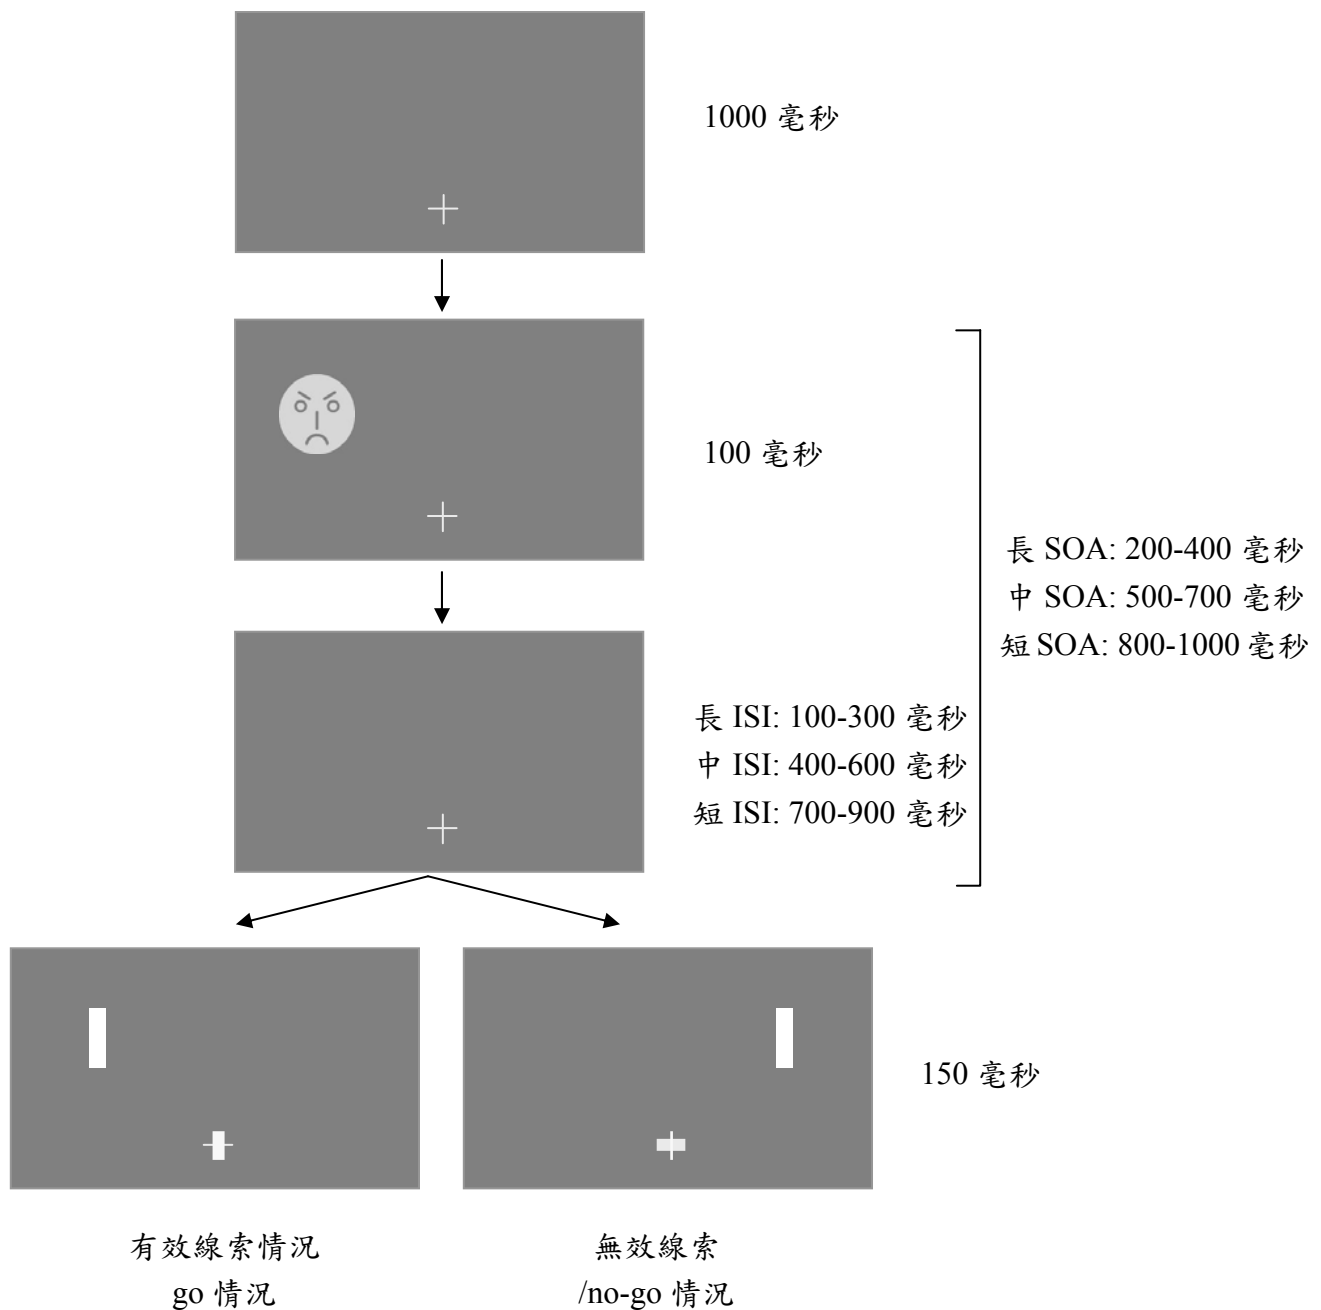 1000 毫秒
100 毫秒
長 SOA: 200-400 毫秒
中 SOA: 500-700 毫秒
短 SOA: 800-1000 毫秒
長 ISI: 100-300 毫秒
中 ISI: 400-600 毫秒
短 ISI: 700-900 毫秒
150 毫秒
有效線索情況
go 情況
無效線索
/no-go 情況